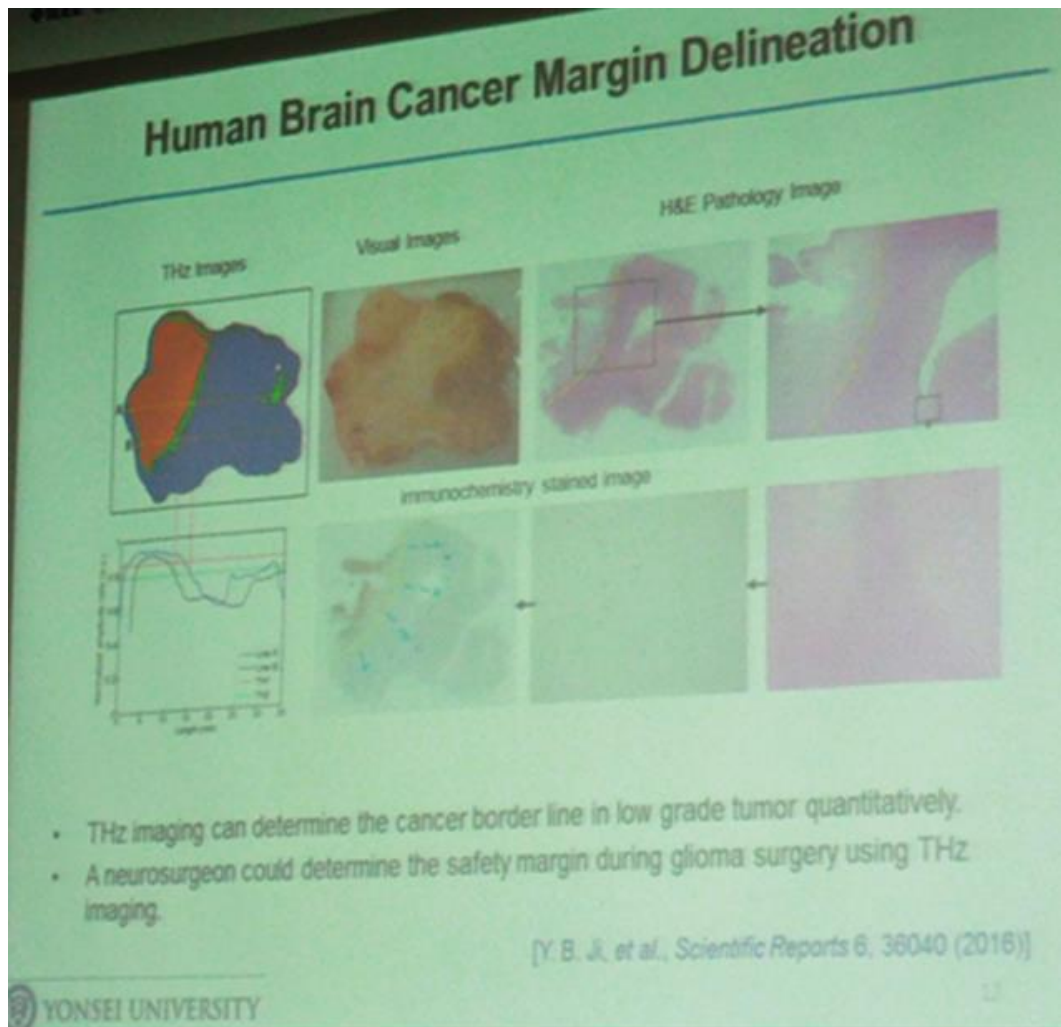 Human Brain Cancer Margin Delineation
THz Images
Visual Images
H&E Pathology Image
A
B
immunochemistry stained image
• THz imaging can determine the cancer border line in low grade tumor quantitatively.
• A neurosurgeon could determine the safety margin during glioma surgery using THz
imaging.
[Y. B. Ji, et al., Scientific Reports 6, 36040 (2016)]
YONSEI UNIVERSITY